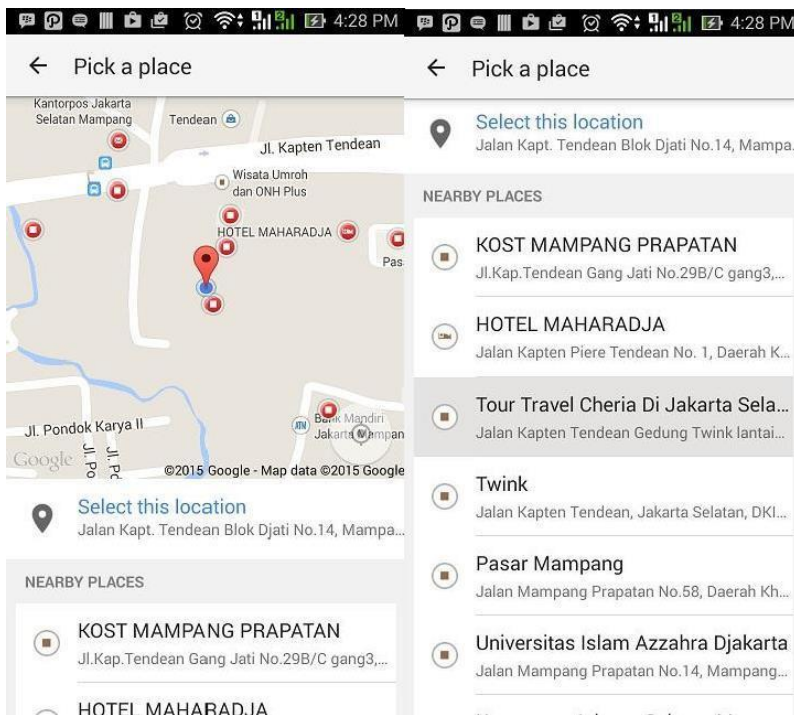 4:28 PM
Pick a place
Kantorpos Jakarta
Selatan Mampang
Tendean
Jl. Kapten Tendean
Wisata Umroh
dan ONH Plus
HOTEL MAHARADJA
Pas
Jl. Pondok Karya II
Jl. Po
Jl. Po
ATM
Bank Mandiri
Jakarta Mampan
Google
©2015 Google - Map data ©2015 Google
Select this location
Jalan Kapt. Tendean Blok Djati No.14, Mampa...
NEARBY PLACES
KOST MAMPANG PRAPATAN
Jl.Kap.Tendean Gang Jati No.29B/C gang3,...
HOTEL MAHARADJA
4:28 PM
Pick a place
Select this location
Jalan Kapt. Tendean Blok Djati No.14, Mampa.
NEARBY PLACES
KOST MAMPANG PRAPATAN
Jl.Kap.Tendean Gang Jati No.29B/C gang3,...
HOTEL MAHARADJA
Jalan Kapten Piere Tendean No. 1, Daerah K...
Tour Travel Cheria Di Jakarta Sela...
Jalan Kapten Tendean Gedung Twink lantai...
Twink
Jalan Kapten Tendean, Jakarta Selatan, DKI...
Pasar Mampang
Jalan Mampang Prapatan No.58, Daerah Kh...
Universitas Islam Azzahra Djakarta
Jalan Mampang Prapatan No.14, Mampang...